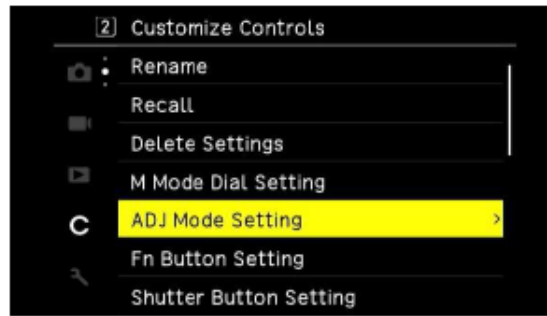 2 Customize Controls
Rename
Recall
Delete Settings
M Mode Dial Setting
C
ADJ Mode Setting
Fn Button Setting
Shutter Button Setting